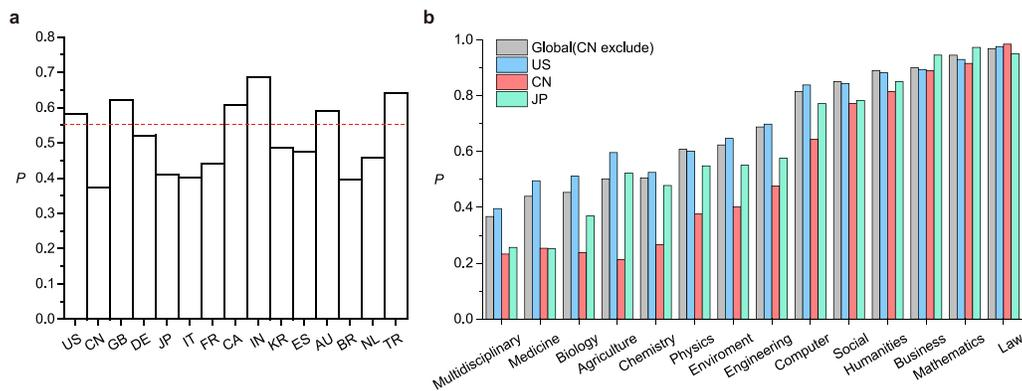 a
0.8
0.7
0.6
0.5
0.4
0.3
0.2
0.1
0.0
P
US CN GB DE JP IT FR CA IN KR ES AU BR NL TR
b
1.0
0.8
0.6
0.4
0.2
0.0
P
Global(CN exclude)
US
CN
JP
Multidisciplinary Medicine Biology Agriculture Chemistry Physics Enviroment Engineering Computer Social Humanities Business Mathematics Law